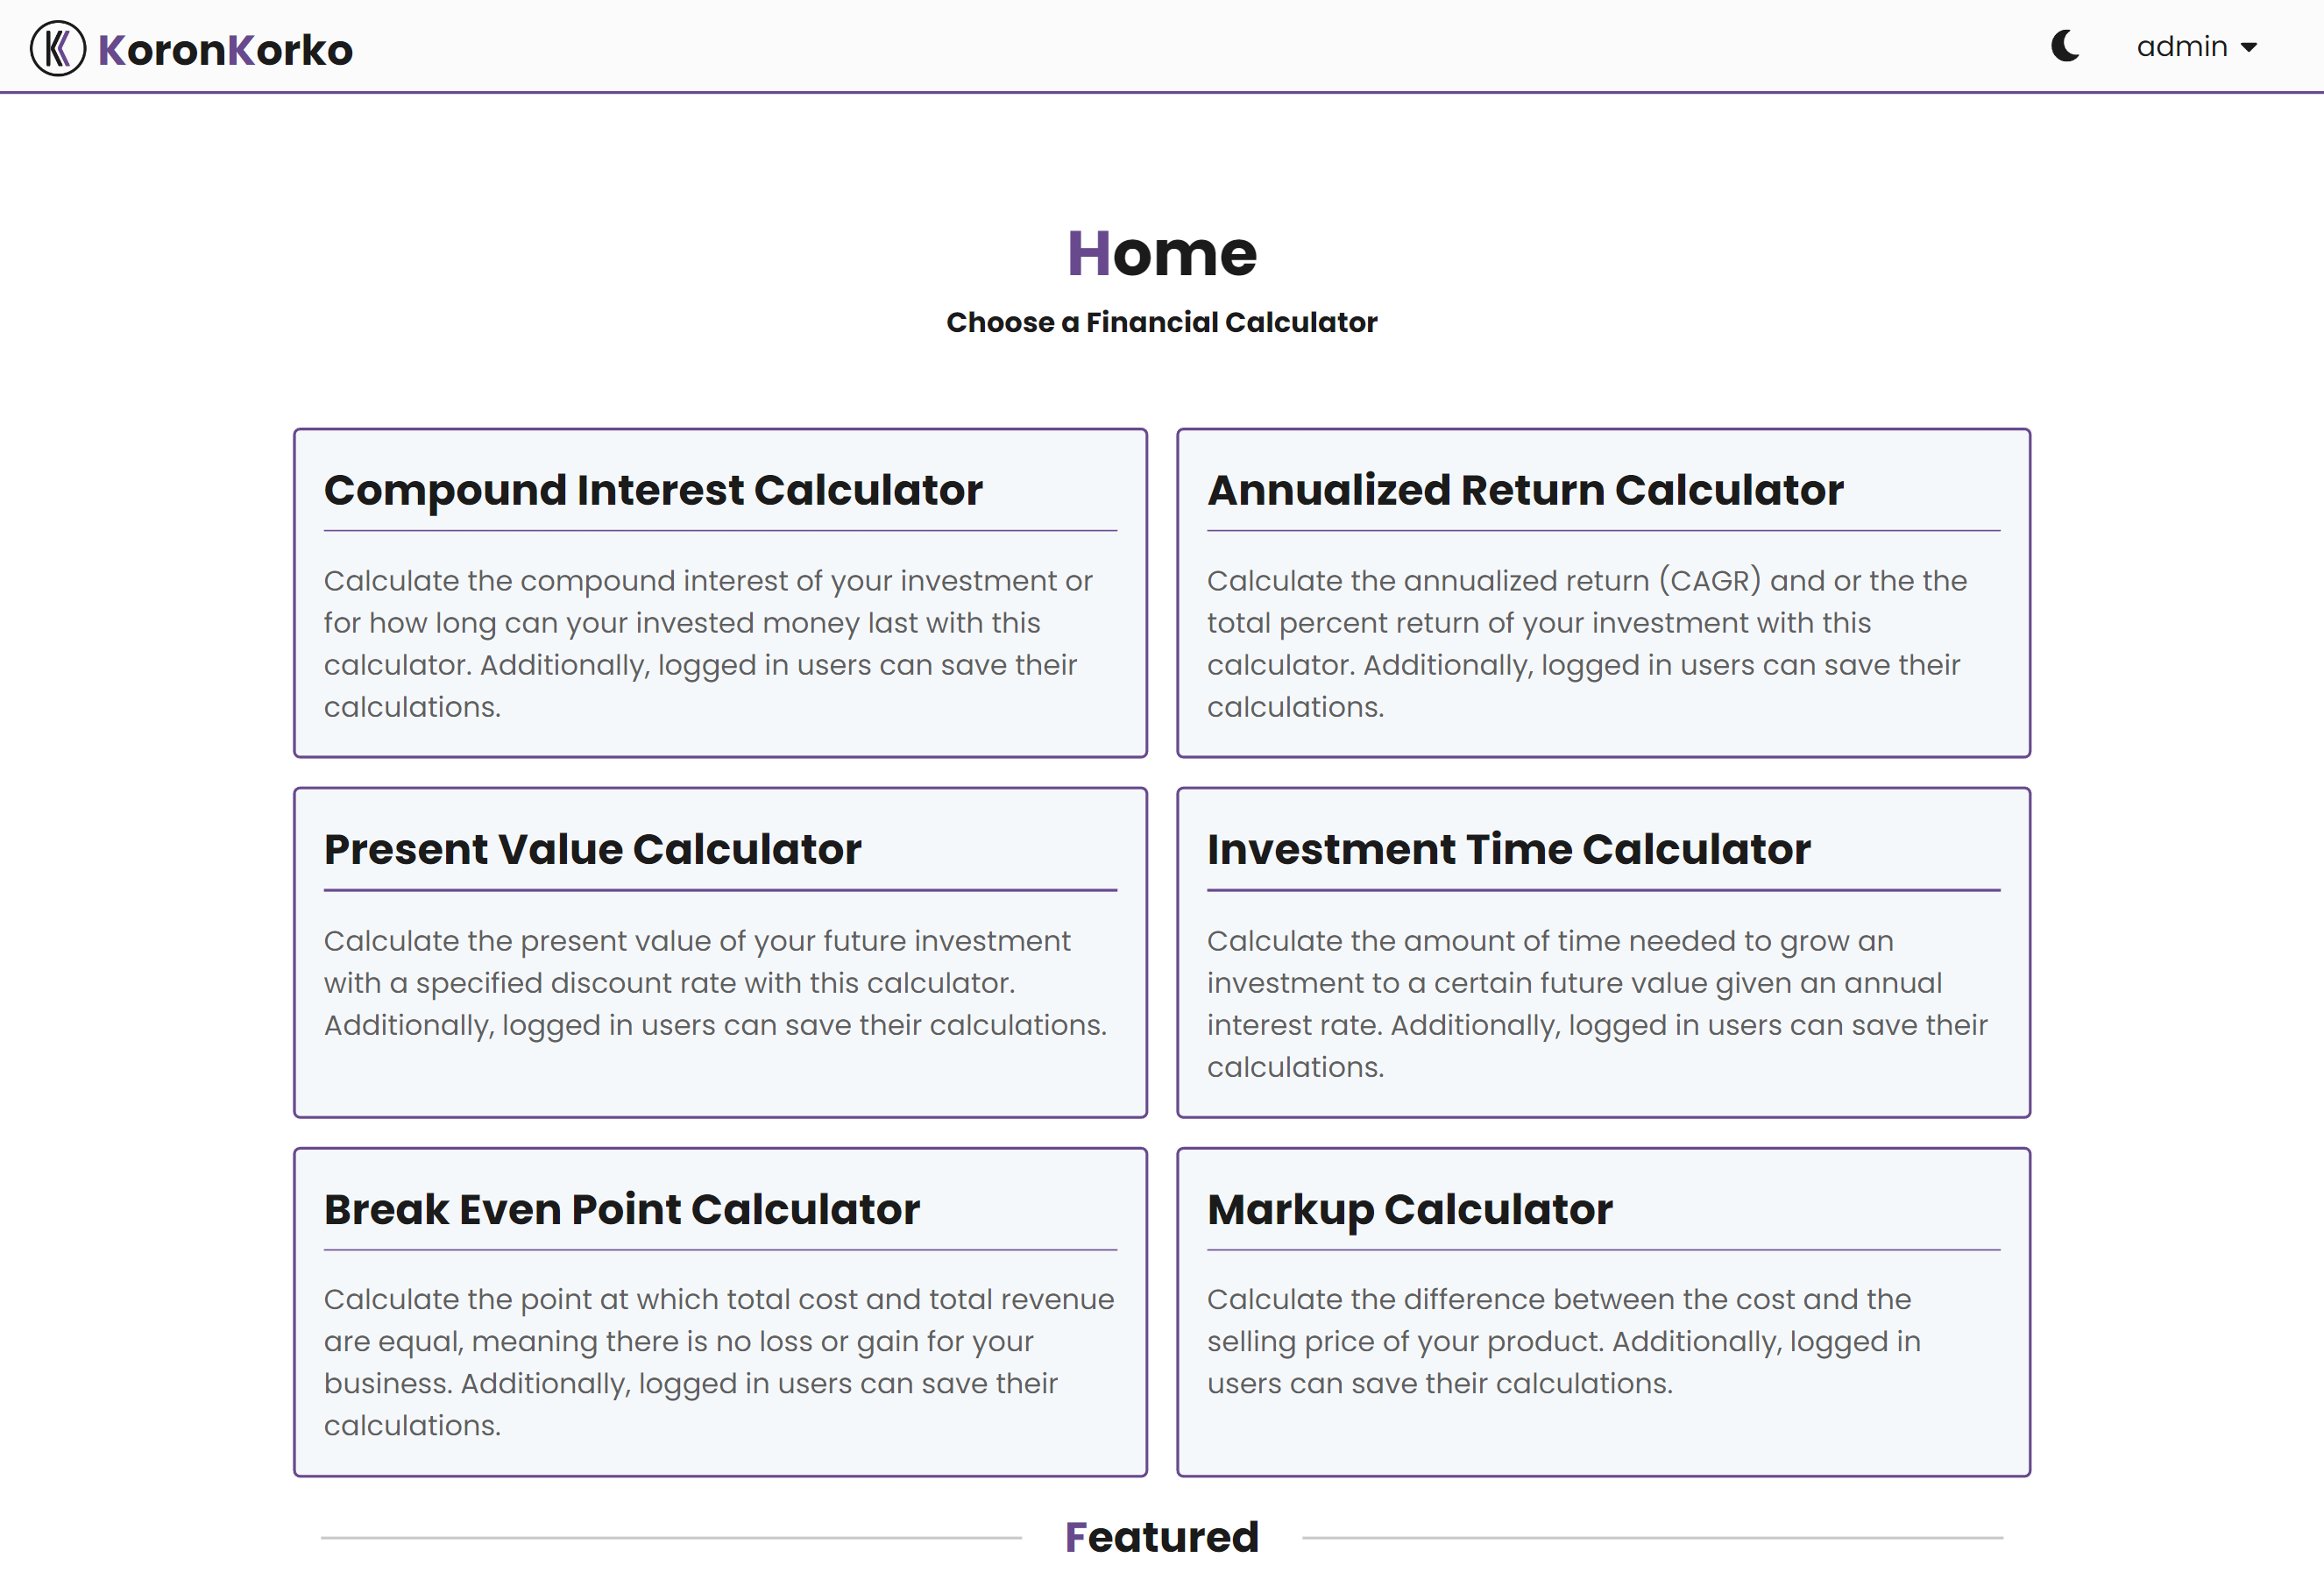 KoronKorko
admin
Home
Choose a Financial Calculator
Compound Interest Calculator
Calculate the compound interest of your investment or
for how long can your invested money last with this
calculator. Additionally, logged in users can save their
calculations.
Annualized Return Calculator
Calculate the annualized return (CAGR) and or the the
total percent return of your investment with this
calculator. Additionally, logged in users can save their
calculations.
Present Value Calculator
Calculate the present value of your future investment
with a specified discount rate with this calculator.
Additionally, logged in users can save their calculations.
Investment Time Calculator
Calculate the amount of time needed to grow an
investment to a certain future value given an annual
interest rate. Additionally, logged in users can save their
calculations.
Break Even Point Calculator
Calculate the point at which total cost and total revenue
are equal, meaning there is no loss or gain for your
business. Additionally, logged in users can save their
calculations.
Markup Calculator
Calculate the difference between the cost and the
selling price of your product. Additionally, logged in
users can save their calculations.
Featured